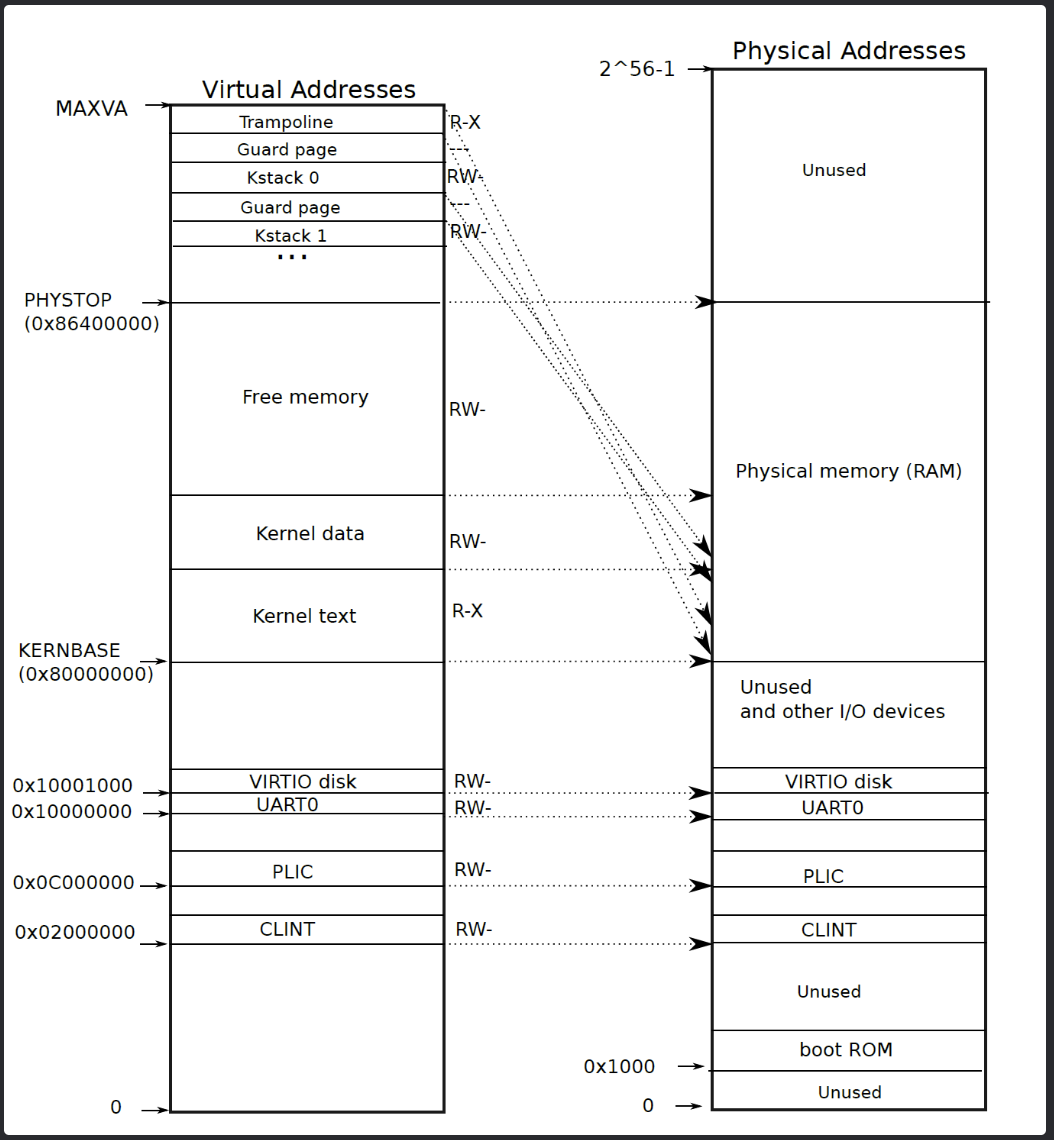 Physical Addresses
2^56-1
Virtual Addresses
MAXVA
Trampoline
R-X
Guard page
---
Kstack 0
RW-
Guard page
---
Kstack 1
RW-
...
Unused
PHYSTOP
(0x86400000)
Free memory
RW-
Physical memory (RAM)
Kernel data
RW-
Kernel text
R-X
KERNBASE
(0x80000000)
Unused
and other I/O devices
0x10001000
VIRTIO disk
RW-
VIRTIO disk
0x10000000
UART0
RW-
UART0
0x0C000000
PLIC
RW-
PLIC
0x02000000
CLINT
RW-
CLINT
Unused
boot ROM
0x1000
Unused
0
0